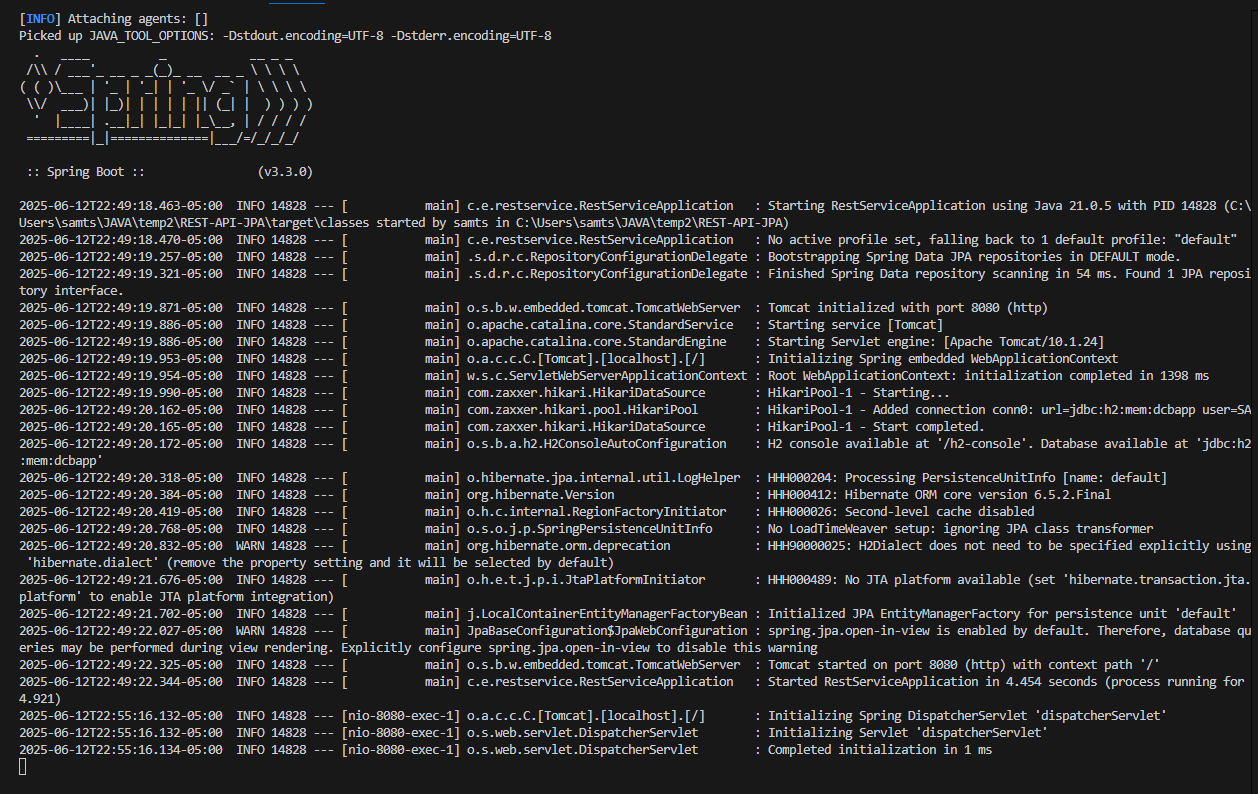 [INFO] Attaching agents: []
Picked up JAVA_TOOL_OPTIONS: -Dstdout.encoding=UTF-8 -Dstderr.encoding=UTF-8
  .   ____          _            __ _ _
 /\\ / ___'_ __ _ _(_)_ __  __ _ \ \ \ \
( ( )\___ | '_ | '_| | '_ \/ _` | \ \ \ \
 \\/  ___)| |_)| | | | | || (_| |  ) ) ) )
  '  |____| .__|_| |_|_| |_\__, | / / / /
 =========|_|==============|___/=/_/_/_/

 :: Spring Boot ::                (v3.3.0)

2025-06-12T22:49:18.463-05:00  INFO 14828 --- [           main] c.e.restservice.RestServiceApplication   : Starting RestServiceApplication using Java 21.0.5 with PID 14828 (C:\
Users\samts\JAVA\temp2\REST-API-JPA\target\classes started by samts in C:\Users\samts\JAVA\temp2\REST-API-JPA)
2025-06-12T22:49:18.470-05:00  INFO 14828 --- [           main] c.e.restservice.RestServiceApplication   : No active profile set, falling back to 1 default profile: "default"
2025-06-12T22:49:19.257-05:00  INFO 14828 --- [           main] .s.d.r.c.RepositoryConfigurationDelegate : Bootstrapping Spring Data JPA repositories in DEFAULT mode.
2025-06-12T22:49:19.321-05:00  INFO 14828 --- [           main] .s.d.r.c.RepositoryConfigurationDelegate : Finished Spring Data repository scanning in 54 ms. Found 1 JPA reposi
tory interface.
2025-06-12T22:49:19.871-05:00  INFO 14828 --- [           main] o.s.b.w.embedded.tomcat.TomcatWebServer  : Tomcat initialized with port 8080 (http)
2025-06-12T22:49:19.886-05:00  INFO 14828 --- [           main] o.apache.catalina.core.StandardService   : Starting service [Tomcat]
2025-06-12T22:49:19.886-05:00  INFO 14828 --- [           main] o.apache.catalina.core.StandardEngine    : Starting Servlet engine: [Apache Tomcat/10.1.24]
2025-06-12T22:49:19.953-05:00  INFO 14828 --- [           main] o.a.c.c.C.[Tomcat].[localhost].[/]       : Initializing Spring embedded WebApplicationContext
2025-06-12T22:49:19.954-05:00  INFO 14828 --- [           main] w.s.c.ServletWebServerApplicationContext : Root WebApplicationContext: initialization completed in 1398 ms
2025-06-12T22:49:19.990-05:00  INFO 14828 --- [           main] com.zaxxer.hikari.HikariDataSource       : HikariPool-1 - Starting...
2025-06-12T22:49:20.162-05:00  INFO 14828 --- [           main] com.zaxxer.hikari.pool.HikariPool        : HikariPool-1 - Added connection conn0: url=jdbc:h2:mem:dcbapp user=SA
2025-06-12T22:49:20.165-05:00  INFO 14828 --- [           main] com.zaxxer.hikari.HikariDataSource       : HikariPool-1 - Start completed.
2025-06-12T22:49:20.172-05:00  INFO 14828 --- [           main] o.s.b.a.h2.H2ConsoleAutoConfiguration    : H2 console available at '/h2-console'. Database available at 'jdbc:h2
:mem:dcbapp'
2025-06-12T22:49:20.318-05:00  INFO 14828 --- [           main] o.hibernate.jpa.internal.util.LogHelper  : HHH000204: Processing PersistenceUnitInfo [name: default]
2025-06-12T22:49:20.384-05:00  INFO 14828 --- [           main] org.hibernate.Version                    : HHH000412: Hibernate ORM core version 6.5.2.Final
2025-06-12T22:49:20.419-05:00  INFO 14828 --- [           main] o.h.c.internal.RegionFactoryInitiator    : HHH000026: Second-level cache disabled
2025-06-12T22:49:20.768-05:00  INFO 14828 --- [           main] o.s.o.j.p.SpringPersistenceUnitInfo      : No LoadTimeWeaver setup: ignoring JPA class transformer
2025-06-12T22:49:20.832-05:00  WARN 14828 --- [           main] org.hibernate.orm.deprecation            : HHH90000025: H2Dialect does not need to be specified explicitly using
 'hibernate.dialect' (remove the property setting and it will be selected by default)
2025-06-12T22:49:21.676-05:00  INFO 14828 --- [           main] o.h.e.t.j.p.i.JtaPlatformInitiator       : HHH000489: No JTA platform available (set 'hibernate.transaction.jta.
platform' to enable JTA platform integration)
2025-06-12T22:49:21.702-05:00  INFO 14828 --- [           main] j.LocalContainerEntityManagerFactoryBean : Initialized JPA EntityManagerFactory for persistence unit 'default'
2025-06-12T22:49:22.027-05:00  WARN 14828 --- [           main] JpaBaseConfiguration$JpaWebConfiguration : spring.jpa.open-in-view is enabled by default. Therefore, database qu
eries may be performed during view rendering. Explicitly configure spring.jpa.open-in-view to disable this warning
2025-06-12T22:49:22.325-05:00  INFO 14828 --- [           main] o.s.b.w.embedded.tomcat.TomcatWebServer  : Tomcat started on port 8080 (http) with context path '/'
2025-06-12T22:49:22.344-05:00  INFO 14828 --- [           main] c.e.restservice.RestServiceApplication   : Started RestServiceApplication in 4.454 seconds (process running for
4.921)
2025-06-12T22:55:16.132-05:00  INFO 14828 --- [nio-8080-exec-1] o.a.c.c.C.[Tomcat].[localhost].[/]       : Initializing Spring DispatcherServlet 'dispatcherServlet'
2025-06-12T22:55:16.132-05:00  INFO 14828 --- [nio-8080-exec-1] o.s.web.servlet.DispatcherServlet        : Initializing Servlet 'dispatcherServlet'
2025-06-12T22:55:16.134-05:00  INFO 14828 --- [nio-8080-exec-1] o.s.web.servlet.DispatcherServlet        : Completed initialization in 1 ms